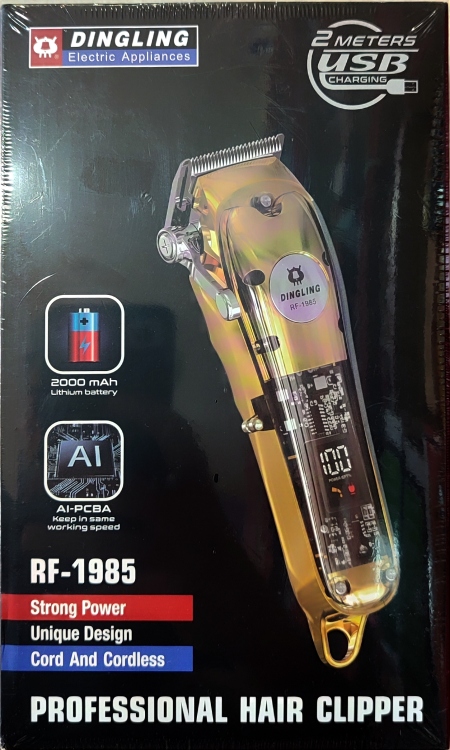 DINGLING
Electric Appliances
2 METERS
USB
CHARGING
DINGLING
RF-1985
2000 mAh
Lithium battery
100
AI
AI-PCBA
Keep in same
working speed
RF-1985
Strong Power
Unique Design
Cord And Cordless
PROFESSIONAL HAIR CLIPPER